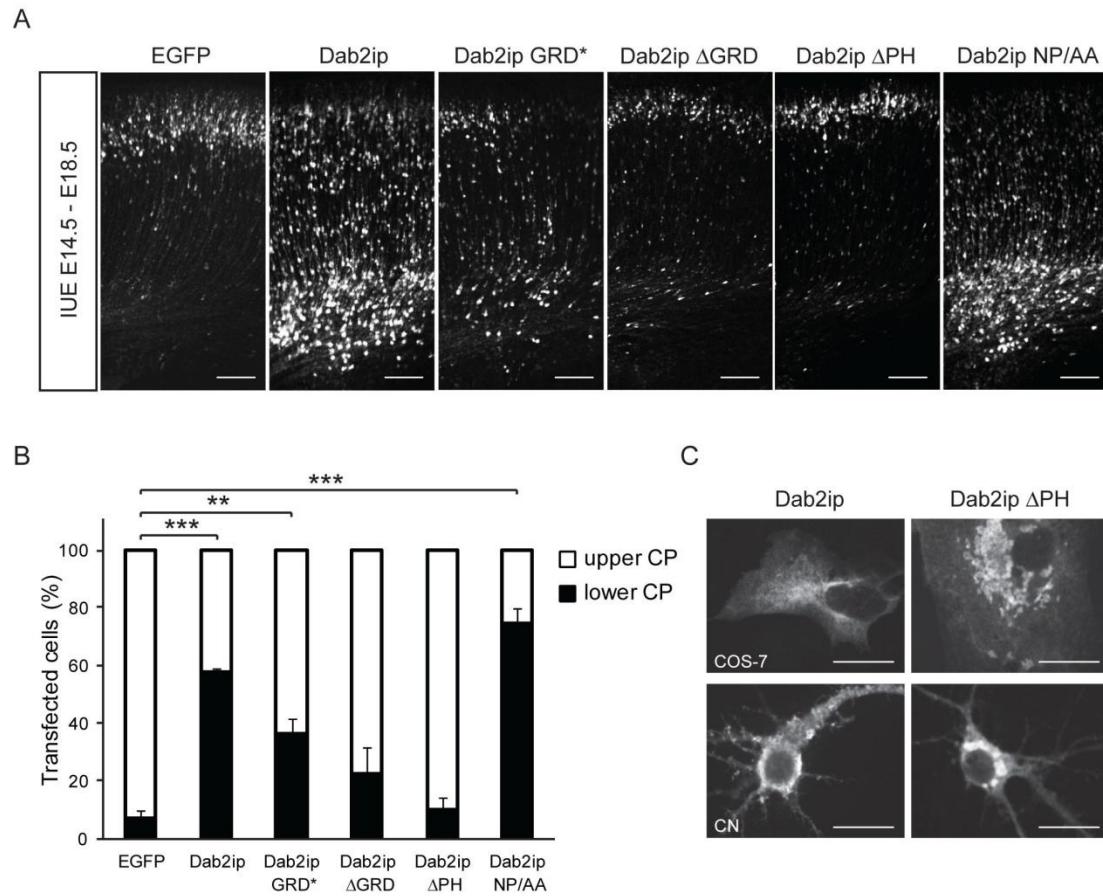 A
EGFP
Dab2ip
Dab2ip GRD*
Dab2ip ΔGRD
Dab2ip ΔPH
Dab2ip NP/AA
IUE E14.5 - E18.5
B
***
**
***
100
80
60
40
20
0
Transfected cells (%)
upper CP
lower CP
EGFP
Dab2ip
Dab2ip
GRD*
Dab2ip
ΔGRD
Dab2ip
ΔPH
Dab2ip
NP/AA
C
Dab2ip
Dab2ip ΔPH
COS-7
CN